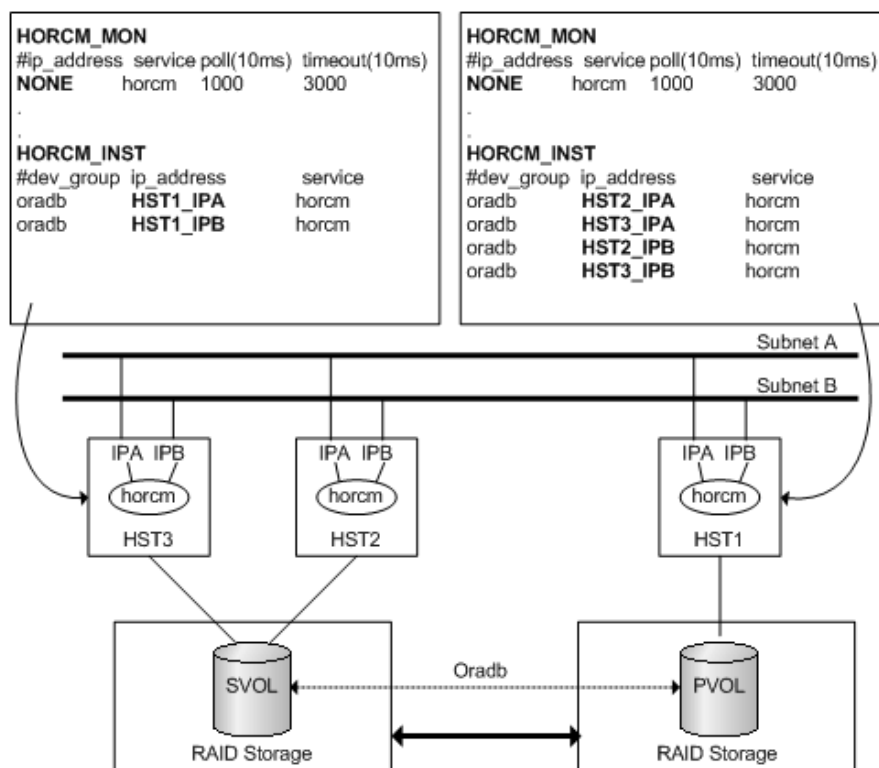 HORCM_MON
#ip_address service poll(10ms) timeout(10ms)
NONE horcm 1000 3000
.
.
HORCM_INST
#dev_group ip_address service
oradb HST1_IPA horcm
oradb HST1_IPB horcm
HORCM_MON
#ip_address service poll(10ms) timeout(10ms)
NONE horcm 1000 3000
.
.
HORCM_INST
#dev_group ip_address service
oradb HST2_IPA horcm
oradb HST3_IPA horcm
oradb HST2_IPB horcm
oradb HST3_IPB horcm
Subnet A
Subnet B
IPA IPB
horcm
HST3
IPA IPB
horcm
HST2
IPA IPB
horcm
HST1
SVOL
Oradb
PVOL
RAID Storage
RAID Storage